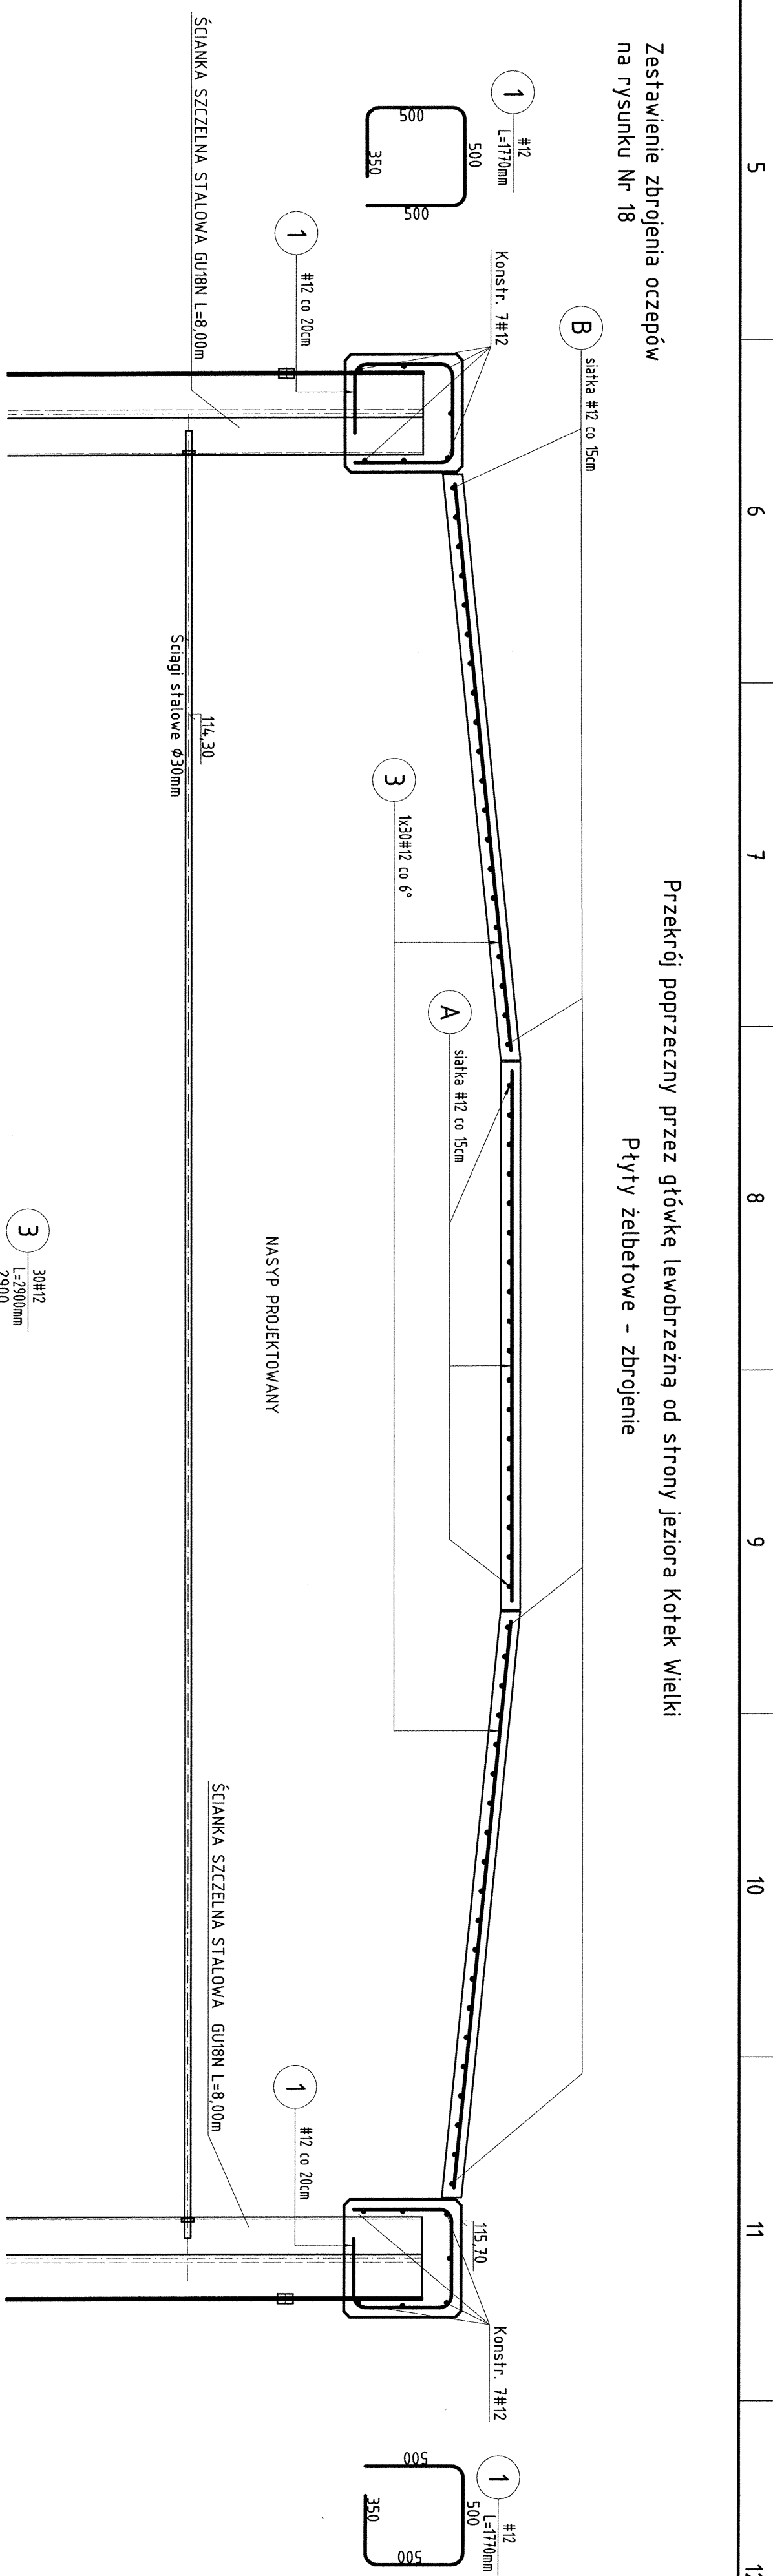 5
6
7
8
9
10
11
Zestawienie zbrojenia oczepów
na rysunku Nr 18
Przekrój poprzeczny przez główkę lewobrzeżną od strony jeziora Kotek Wielki
Płyty żelbetowe - zbrojenie
1
#12
L=1770mm
500
500
500
350
Konstr. 7#12
B
siatka #12 co 15cm
1
#12 co 20cm
ŚCIANKA SZCZELNA STALOWA GU18N L=8,00m
Ściągi stalowe Φ30mm
114,30
3
1x30#12 co 6°
A
siatka #12 co 15cm
NASYP PROJEKTOWANY
3
30#12
L=2900mm
2900
ŚCIANKA SZCZELNA STALOWA GU18N L=8,00m
1
#12 co 20cm
115,70
Konstr. 7#12
1
#12
L=1770mm
500
500
500
350